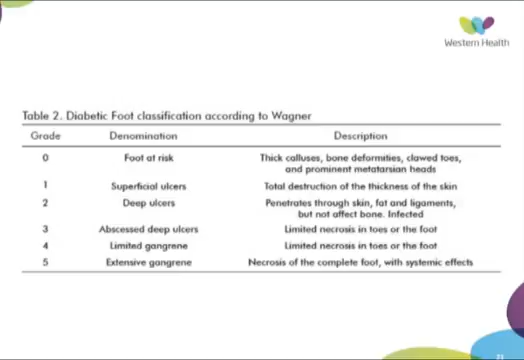 Western Health
Table 2. Diabetic Foot classification according to Wagner
Grade Denomination Description
0 Foot at risk Thick calluses, bone deformities, clawed toes,
and prominent metatarsian heads
1 Superficial ulcers Total destruction of the thickness of the skin
2 Deep ulcers Penetrates through skin, fat and ligaments,
but not affect bone. Infected
3 Abscessed deep ulcers Limited necrosis in toes or the foot
4 Limited gangrene Limited necrosis in toes or the foot
5 Extensive gangrene Necrosis of the complete foot, with systemic effects